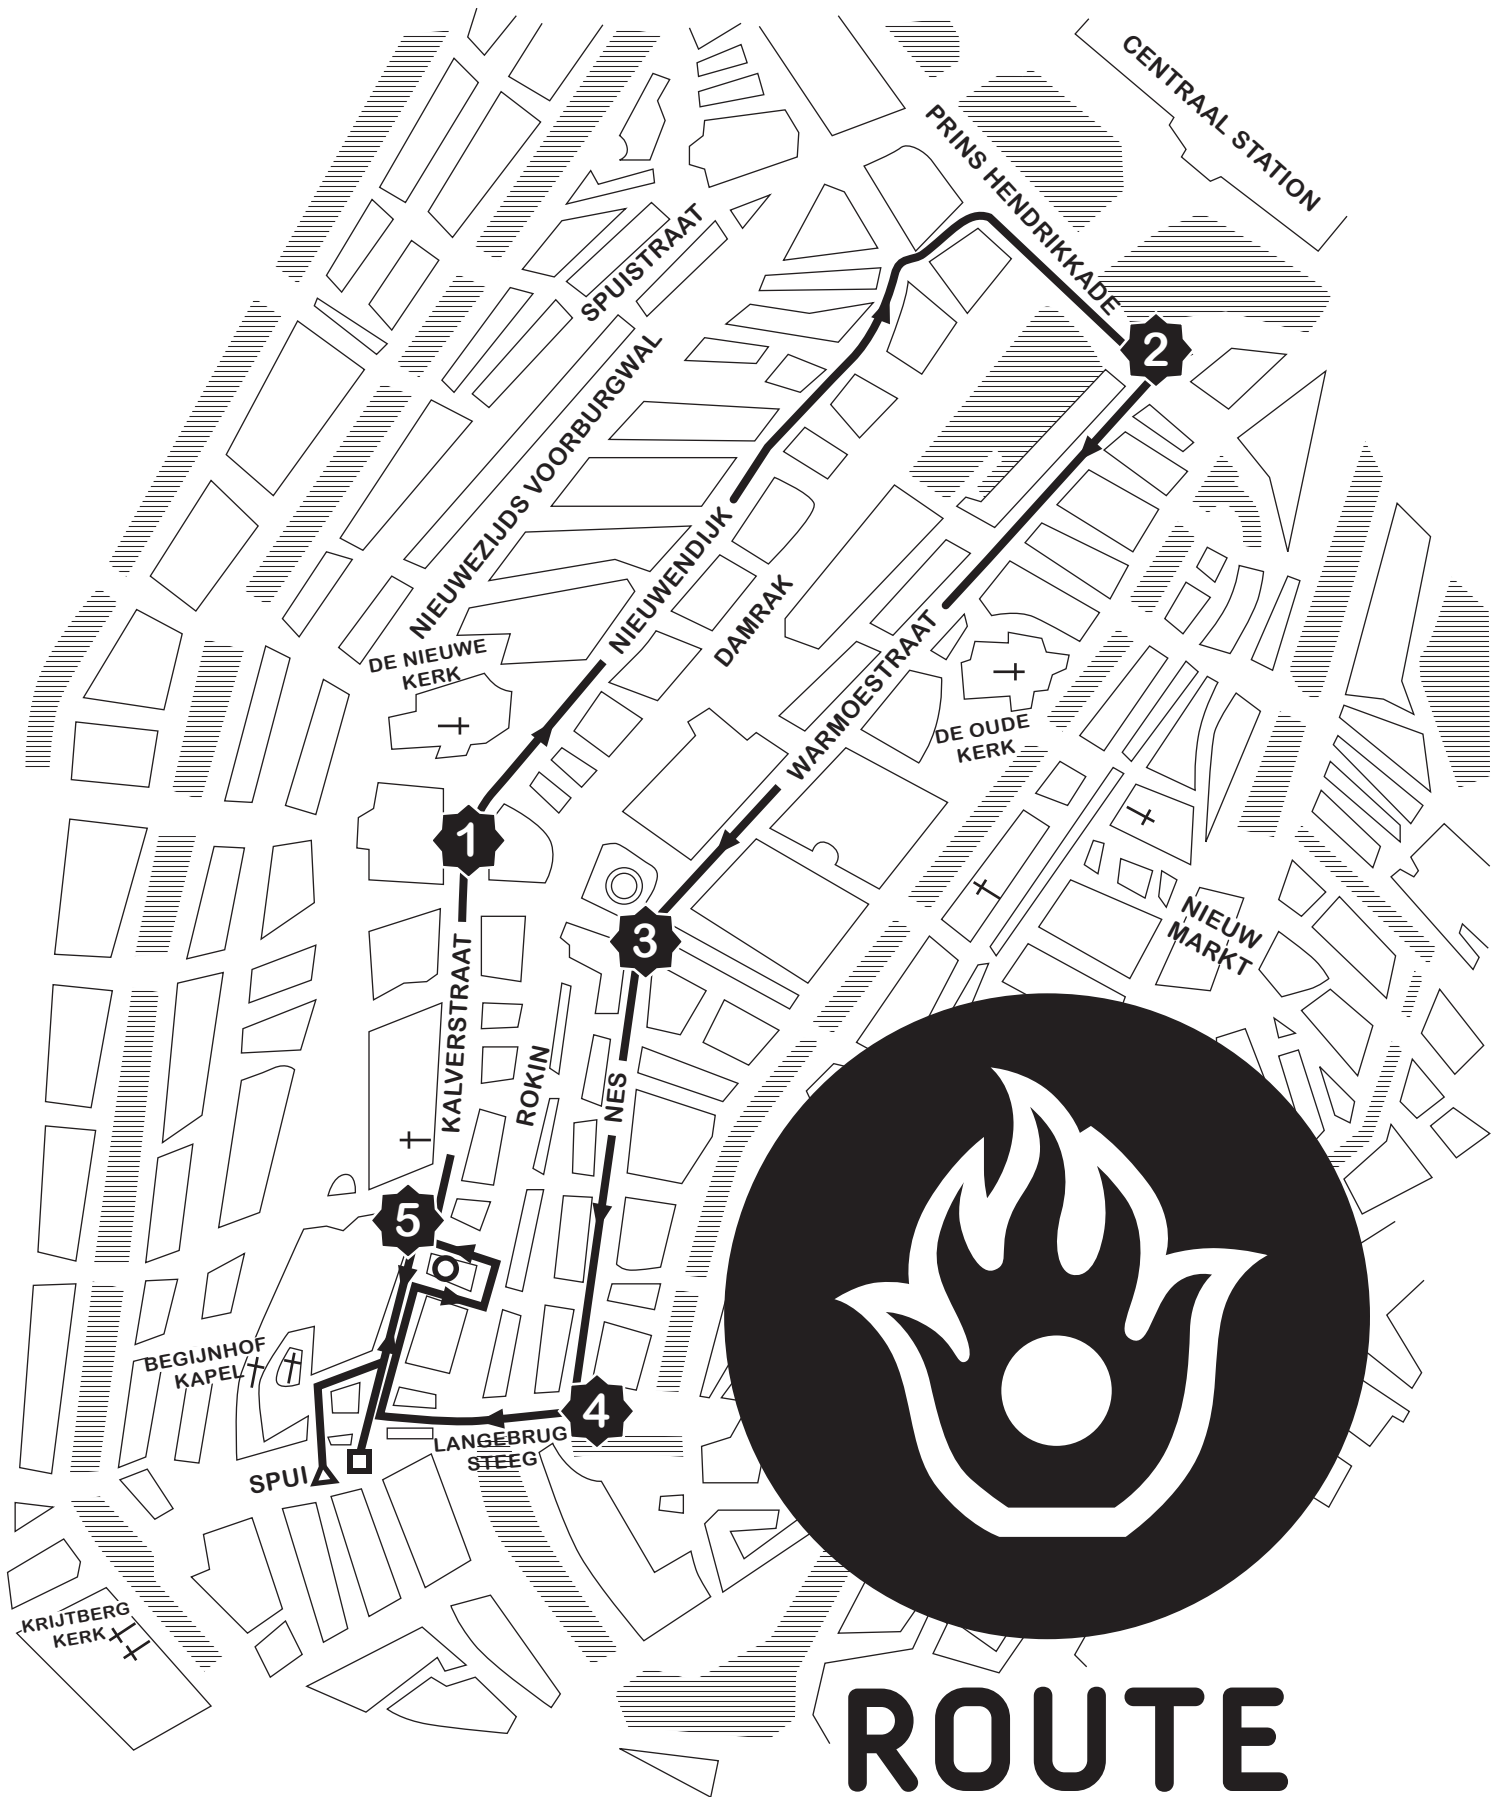 CENTRAAL STATION
PRINS HENDRIKKADE
SPUISTRAAT
2
NIEUWEZIJDS VOORBURGWAL
NIEUWENDIJK
DAMRAK
WARMOESTRAAT
DE NIEUWE
KERK
DE OUDE
KERK
1
3
NIEUW
MARKT
KALVERSTRAAT
ROKIN
NES
5
BEGIJNHOF
KAPEL
4
LANGEBRUG
STEEG
SPUI
KRIJTBERG
KERK
ROUTE